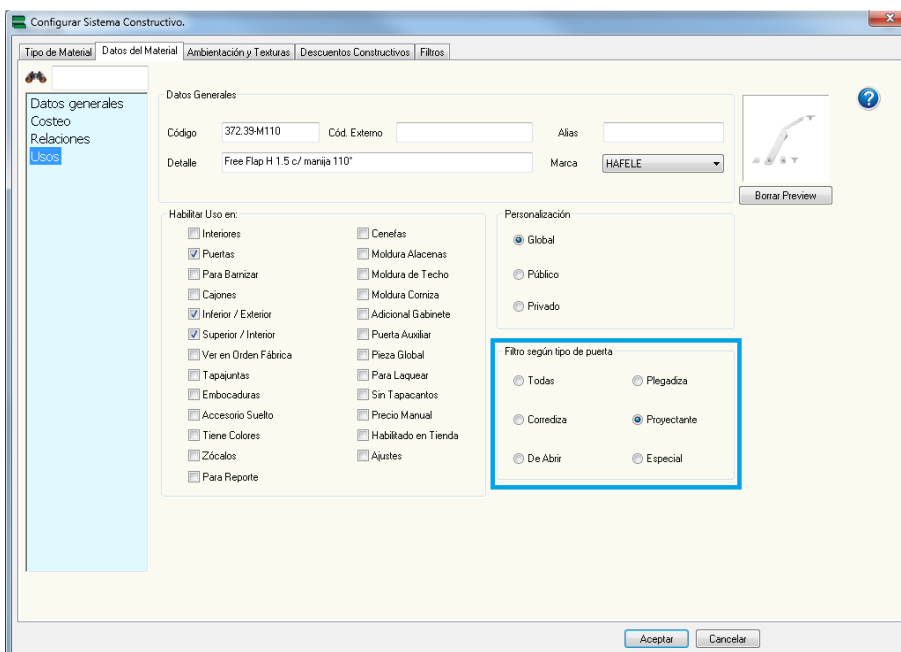 Configurar Sistema Constructivo.
Tipo de Material Datos del Material Ambientación y Texturas Descuentos Constructivos Filtros
Datos generales
Costeo
Relaciones
Usos
Datos Generales
Código 372.39-M110 Cód. Externo Alias
Detalle Free Flap H 1.5 c/ manija 110° Marca HAFELE
Borrar Preview
Habilitar Uso en:
Interiores Cenefas
Puertas Moldura Alacenas
Para Barnizar Moldura de Techo
Cajones Moldura Corniza
Inferior / Exterior Adicional Gabinete
Superior / Interior Puerta Auxiliar
Ver en Orden Fábrica Pieza Global
Tapajuntas Para Laquear
Embocaduras Sin Tapacantos
Accesorio Suelto Precio Manual
Tiene Colores Habilitado en Tienda
Zócalos Ajustes
Para Reporte
Personalización
Global
Público
Privado
Filtro según tipo de puerta
Todas Plegadiza
Corrediza Proyectante
De Abrir Especial
Aceptar Cancelar